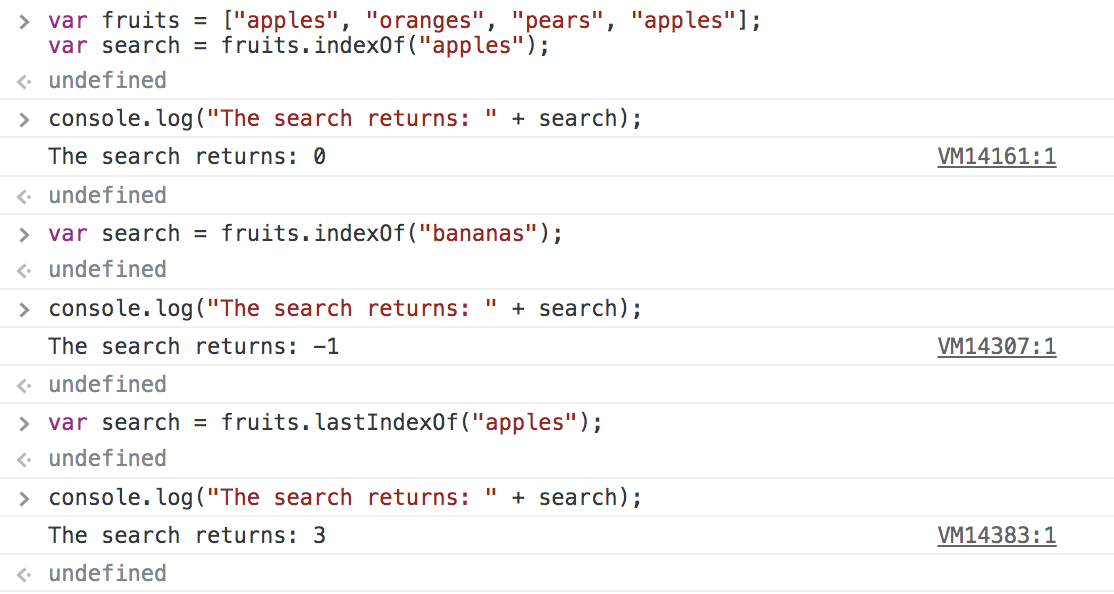 > var fruits = ["apples", "oranges", "pears", "apples"];
var search = fruits.indexOf("apples");
undefined
> console.log("The search returns: " + search);
The search returns: 0 VM14161:1
undefined
> var search = fruits.indexOf("bananas");
undefined
> console.log("The search returns: " + search);
The search returns: -1 VM14307:1
undefined
> var search = fruits.lastIndexOf("apples");
undefined
> console.log("The search returns: " + search);
The search returns: 3 VM14383:1
undefined